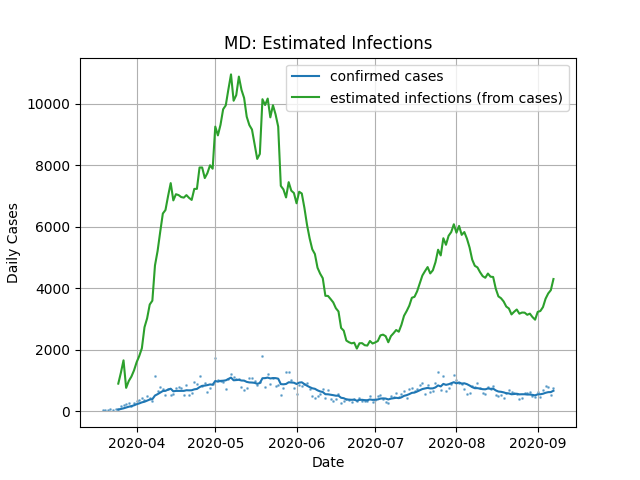 MD: Estimated Infections
confirmed cases
estimated infections (from cases)
Daily Cases
10000
8000
6000
4000
2000
0
2020-04 2020-05 2020-06 2020-07 2020-08 2020-09
Date